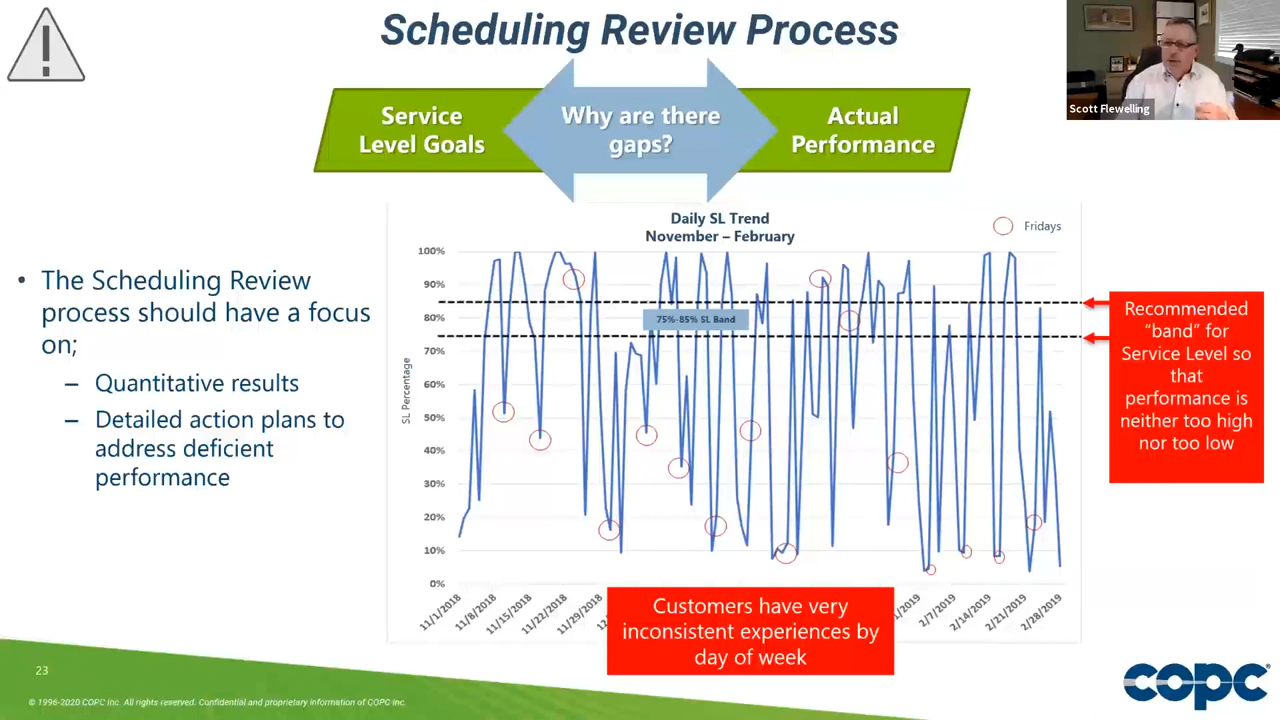 Scheduling Review Process
Scott Flewelling
Service
Level Goals
Why are there
gaps?
Actual
Performance
• The Scheduling Review
process should have a focus
on;
– Quantitative results
– Detailed action plans to
address deficient
performance
Daily SL Trend
November – February
Fridays
100%
90%
80%
70%
60%
50%
40%
30%
20%
10%
0%
SL Percentage
75%-85% SL Band
11/1/2018
11/8/2018
11/15/2018
11/22/2018
11/29/2018
2/7/2019
2/14/2019
2/21/2019
2/28/2019
Recommended
“band” for
Service Level so
that
performance is
neither too high
nor too low
Customers have very
inconsistent experiences by
day of week
23
© 1996-2020 COPC Inc. All rights reserved. Confidential and proprietary information of COPC Inc.
copc®